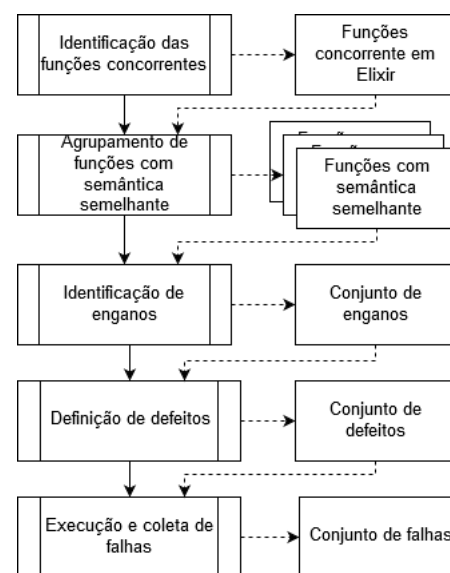 Identificação das
funções concorrentes
Funções
concorrente em
Elixir
Agrupamento de
funções com
semântica
semelhante
Funções com
semântica
semelhante
Identificação de
enganos
Conjunto de
enganos
Definição de defeitos
Conjunto de
defeitos
Execução e coleta de
falhas
Conjunto de falhas